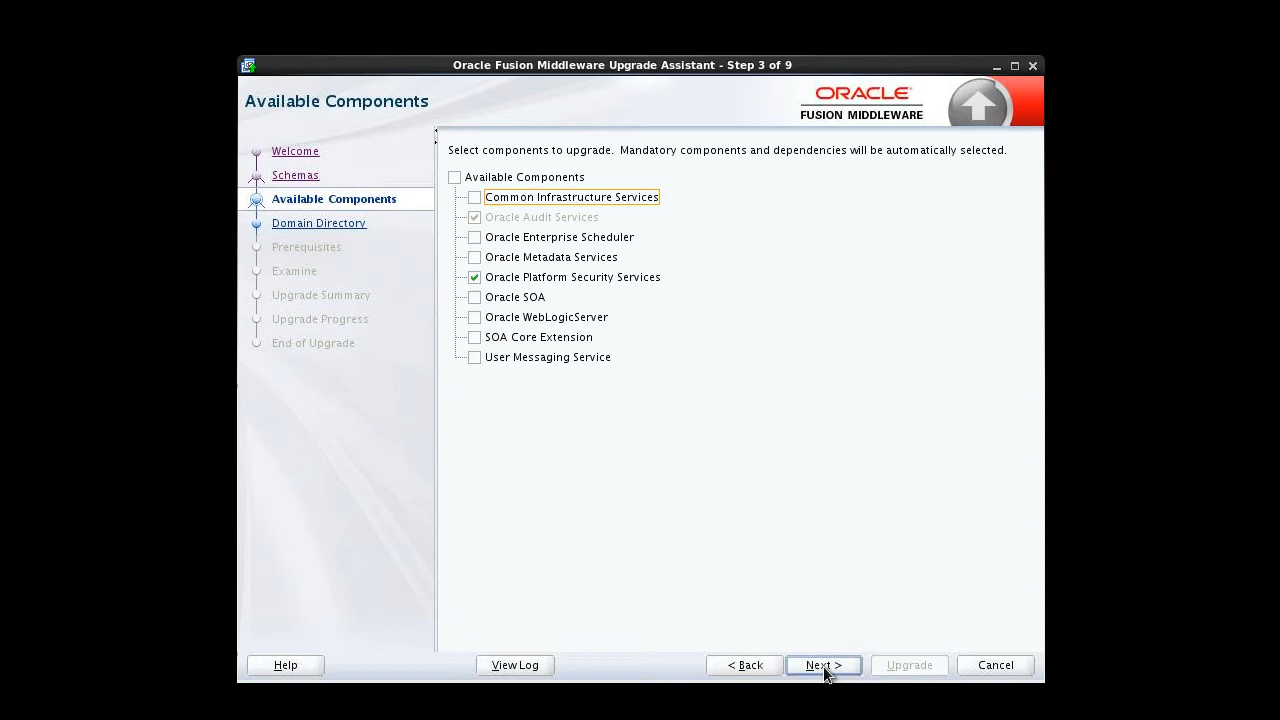 Oracle Fusion Middleware Upgrade Assistant - Step 3 of 9
Available Components
ORACLE®
FUSION MIDDLEWARE
Welcome
Schemas
Available Components
Domain Directory
Prerequisites
Examine
Upgrade Summary
Upgrade Progress
End of Upgrade
Select components to upgrade. Mandatory components and dependencies will be automatically selected.
Available Components
Common Infrastructure Services
Oracle Audit Services
Oracle Enterprise Scheduler
Oracle Metadata Services
Oracle Platform Security Services
Oracle SOA
Oracle WebLogicServer
SOA Core Extension
User Messaging Service
Help
View Log
< Back
Next >
Upgrade
Cancel